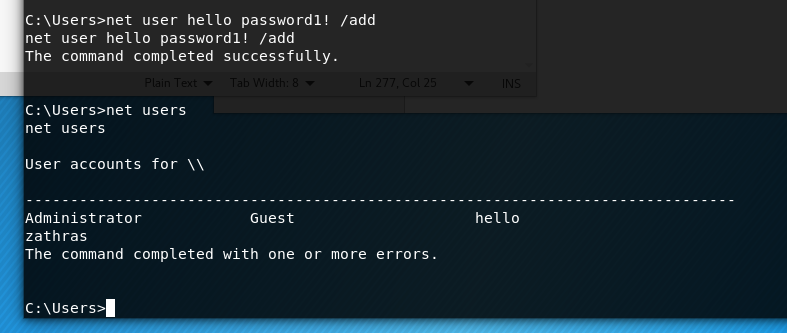 C:\Users>net user hello password1! /add
net user hello password1! /add
The command completed successfully.
Plain Text Tab Width: 8 Ln 277, Col 25 INS
C:\Users>net users
net users
User accounts for \\
-------------------------------------------------------------------------------
Administrator Guest hello
zathras
The command completed with one or more errors.
C:\Users>